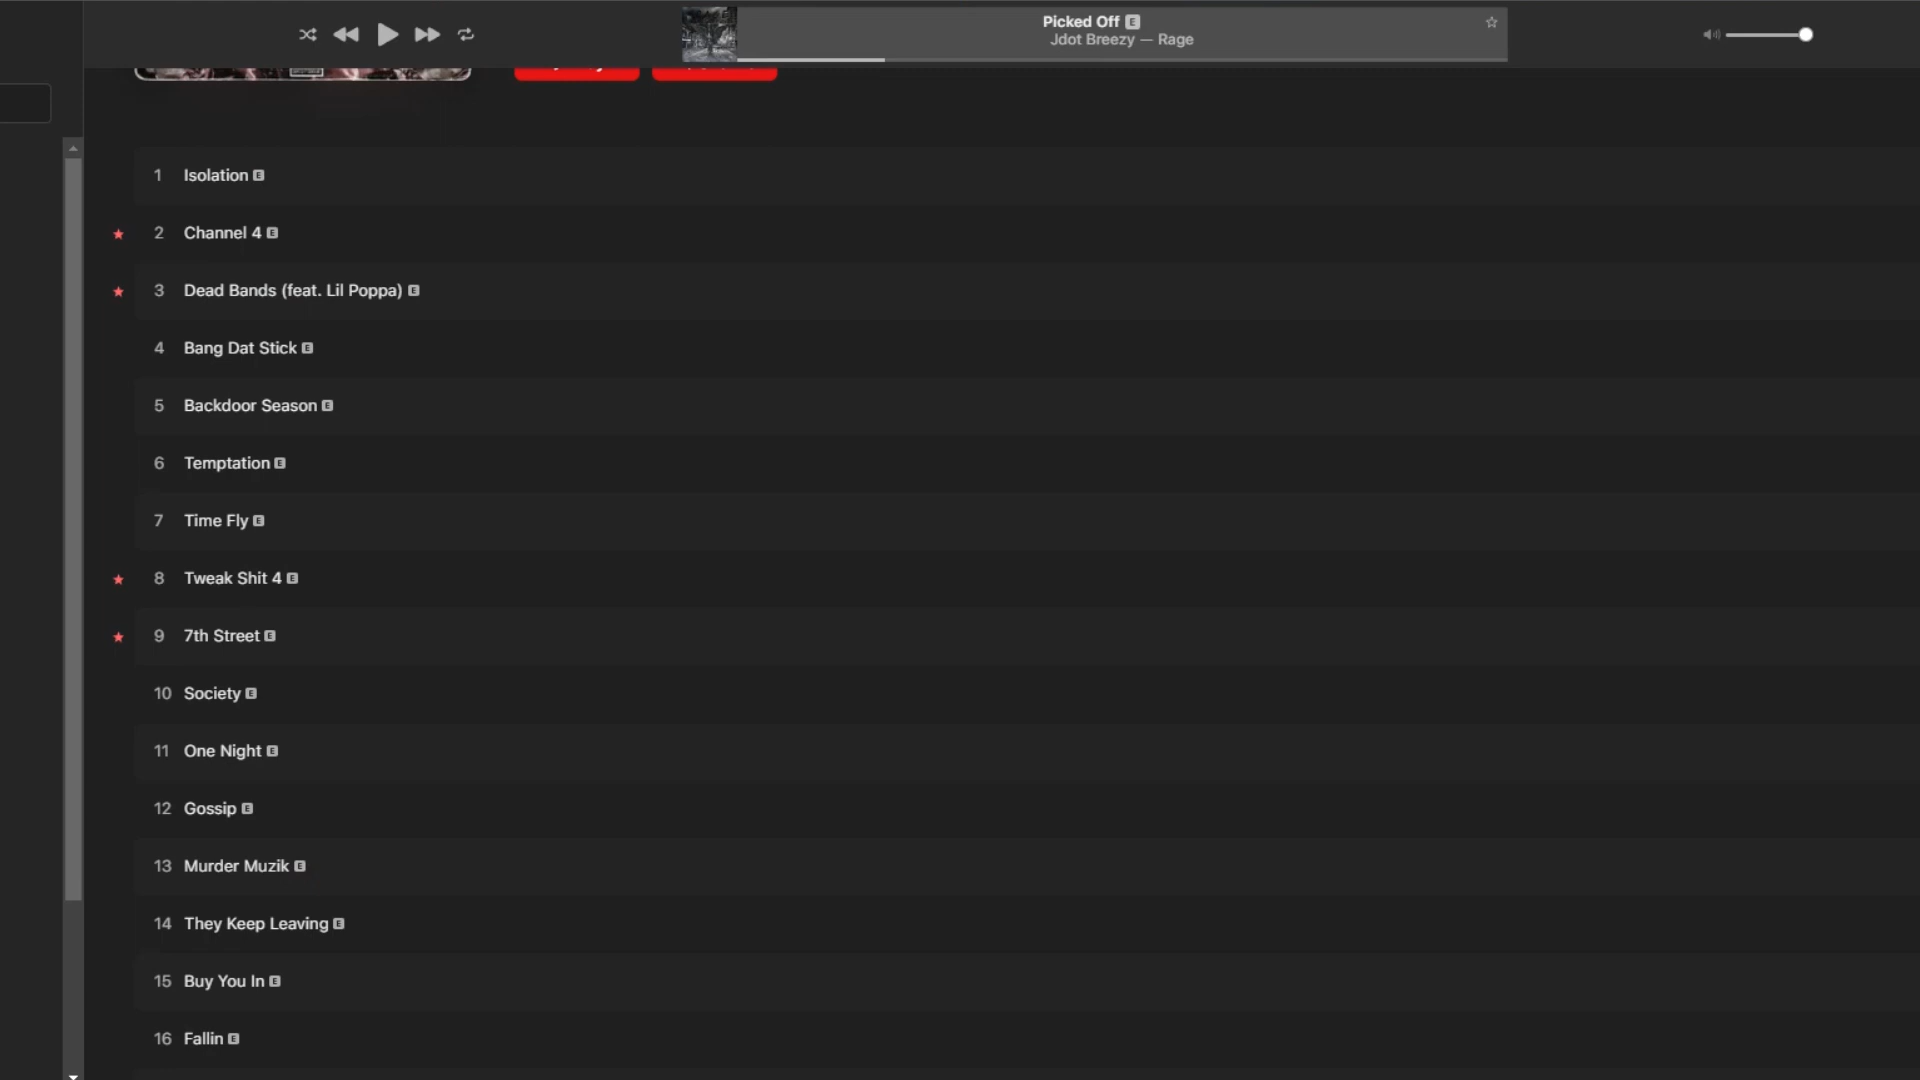 Picked Off E
Jdot Breezy — Rage
1 Isolation E
2 Channel 4 E
3 Dead Bands (feat. Lil Poppa) E
4 Bang Dat Stick E
5 Backdoor Season E
6 Temptation E
7 Time Fly E
8 Tweak Shit 4 E
9 7th Street E
10 Society E
11 One Night E
12 Gossip E
13 Murder Muzik E
14 They Keep Leaving E
15 Buy You In E
16 Fallin E